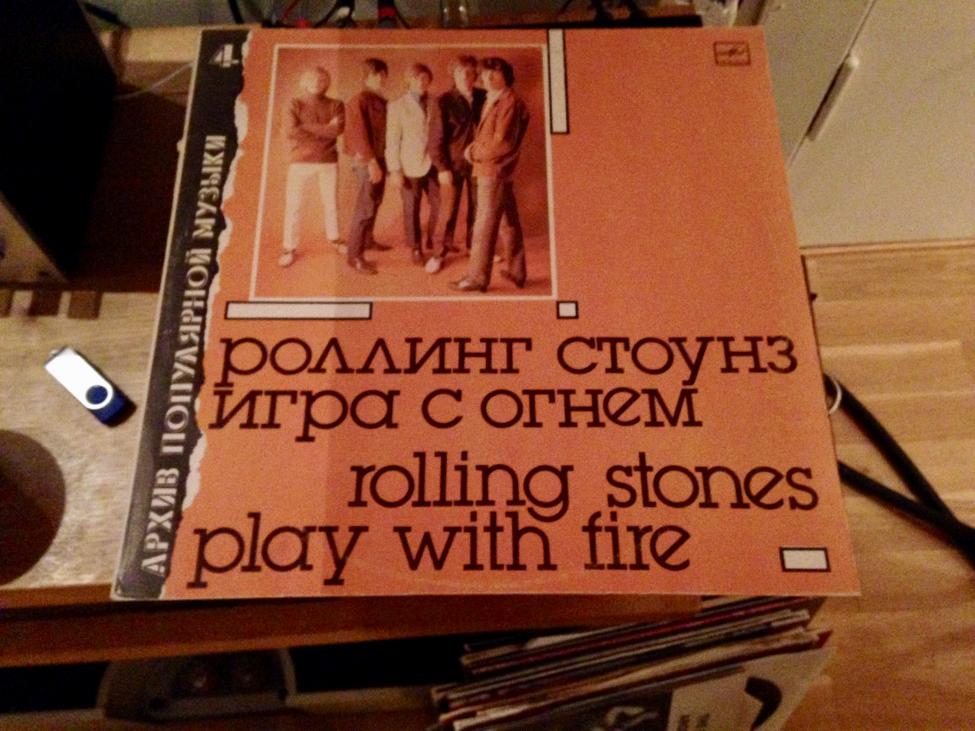 4
АРХИВ ПОПУЛЯРНОЙ МУЗЫКИ
роллинг стоунз
игра с огнем
rolling stones
play with fire